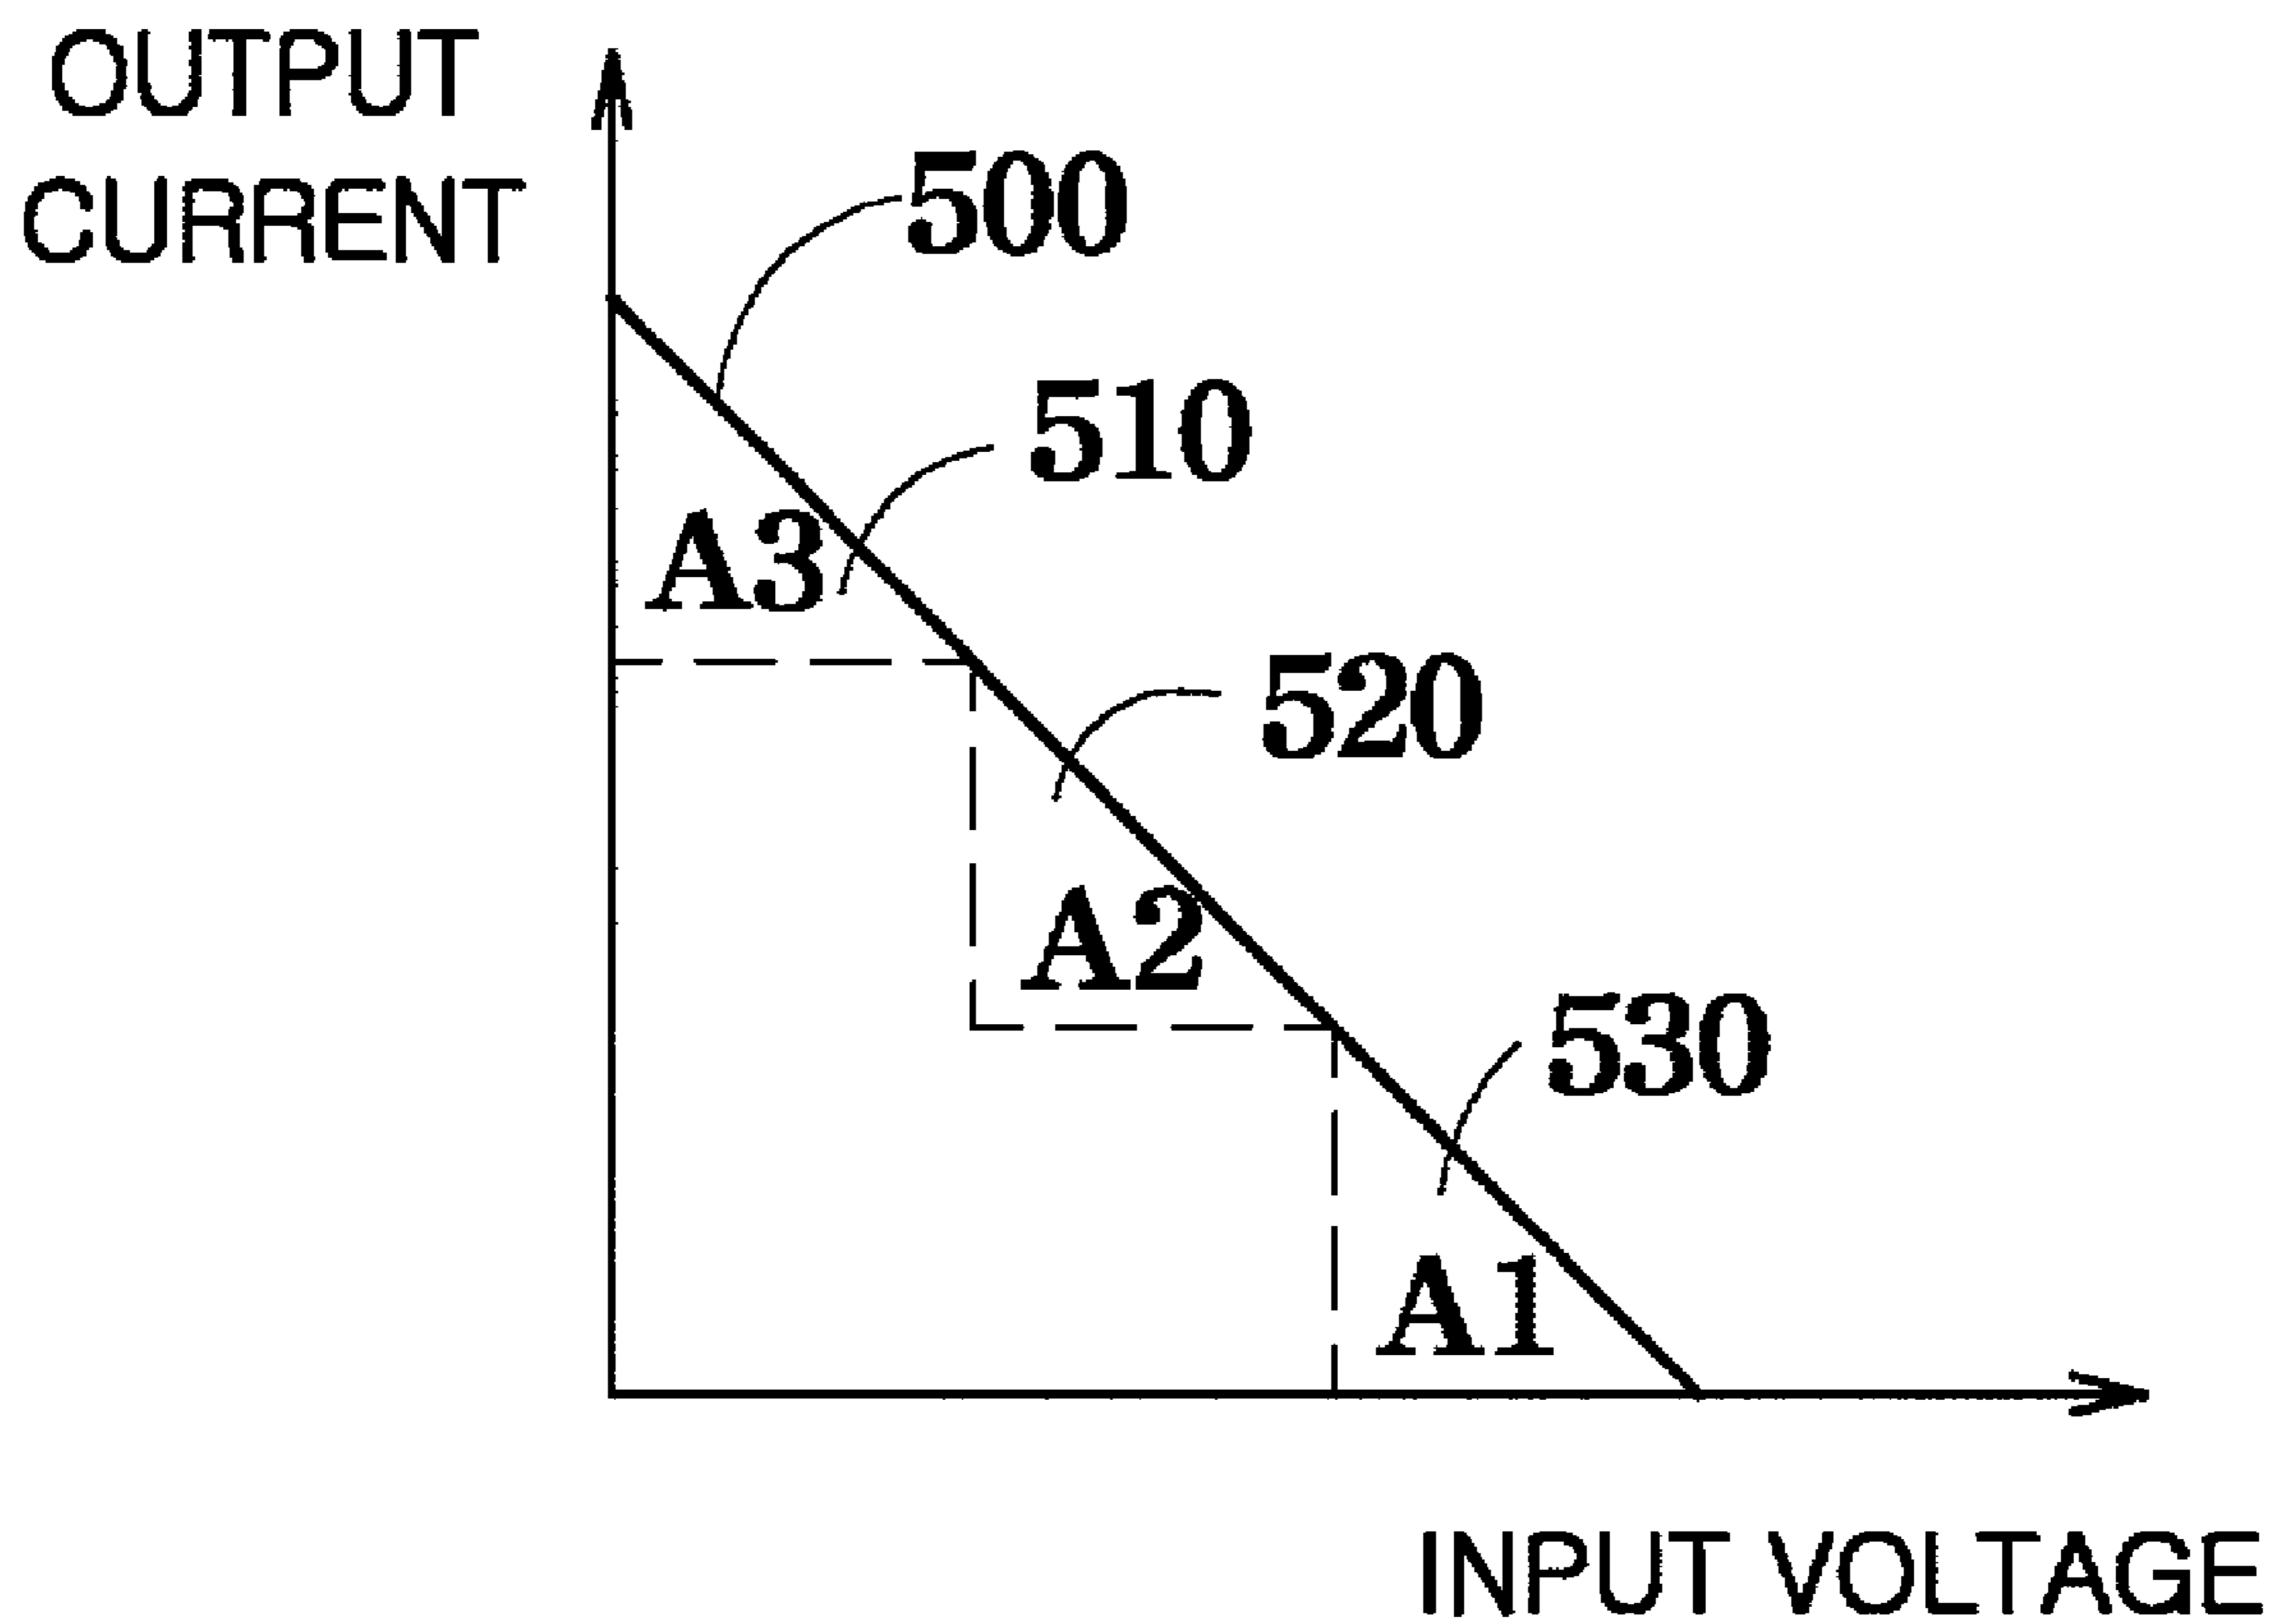 OUTPUT
CURRENT
500
510
A3
520
A2
530
A1
INPUT VOLTAGE